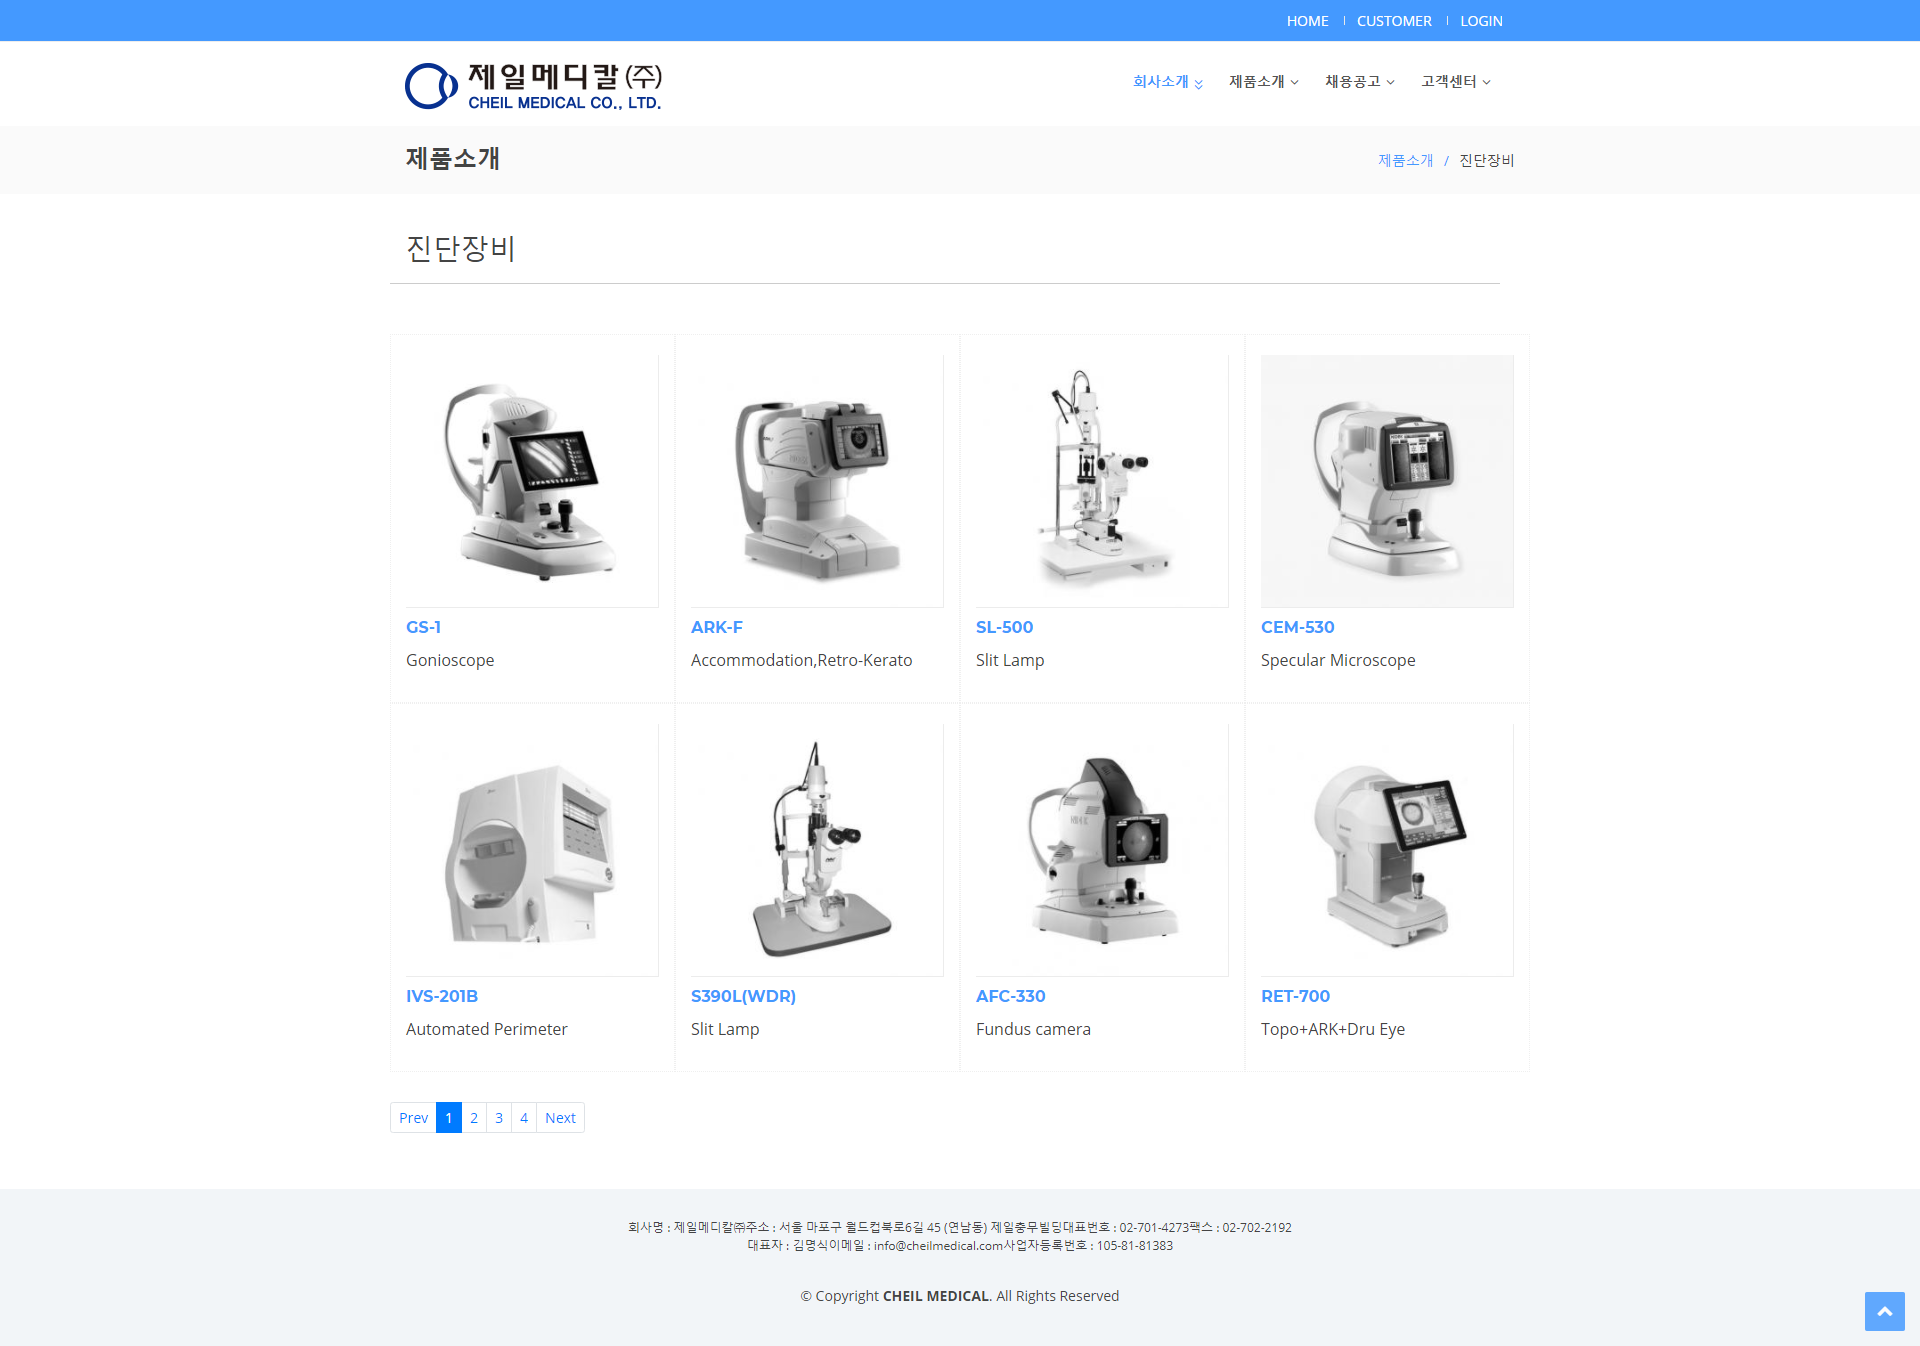 HOME
CUSTOMER
LOGIN
제일메디칼 (주)
CHEIL MEDICAL CO., LTD.
회사소개
제품소개
채용공고
고객센터
제품소개
제품소개 / 진단장비
진단장비
GS-1
Gonioscope
ARK-F
Accommodation,Retro-Kerato
SL-500
Slit Lamp
CEM-530
Specular Microscope
IVS-201B
Automated Perimeter
S390L(WDR)
Slit Lamp
AFC-330
Fundus camera
RET-700
Topo+ARK+Dru Eye
Prev 1 2 3 4 Next
회사명 : 제일메디칼㈜주소 : 서울 마포구 월드컵북로6길 45 (연남동) 제일충무빌딩대표번호 : 02-701-4273팩스 : 02-702-2192
대표자 : 김명식이메일 : info@cheilmedical.com사업자등록번호 : 105-81-81383
© Copyright CHEIL MEDICAL. All Rights Reserved